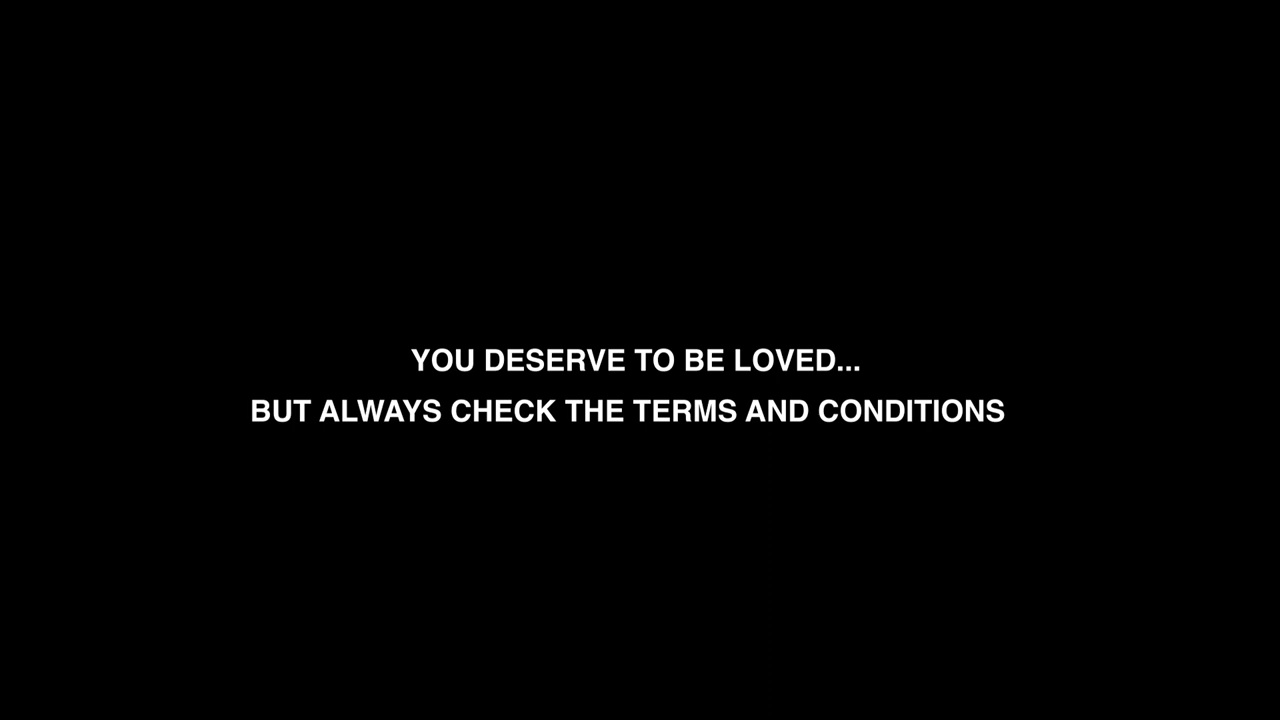 YOU DESERVE TO BE LOVED...
BUT ALWAYS CHECK THE TERMS AND CONDITIONS